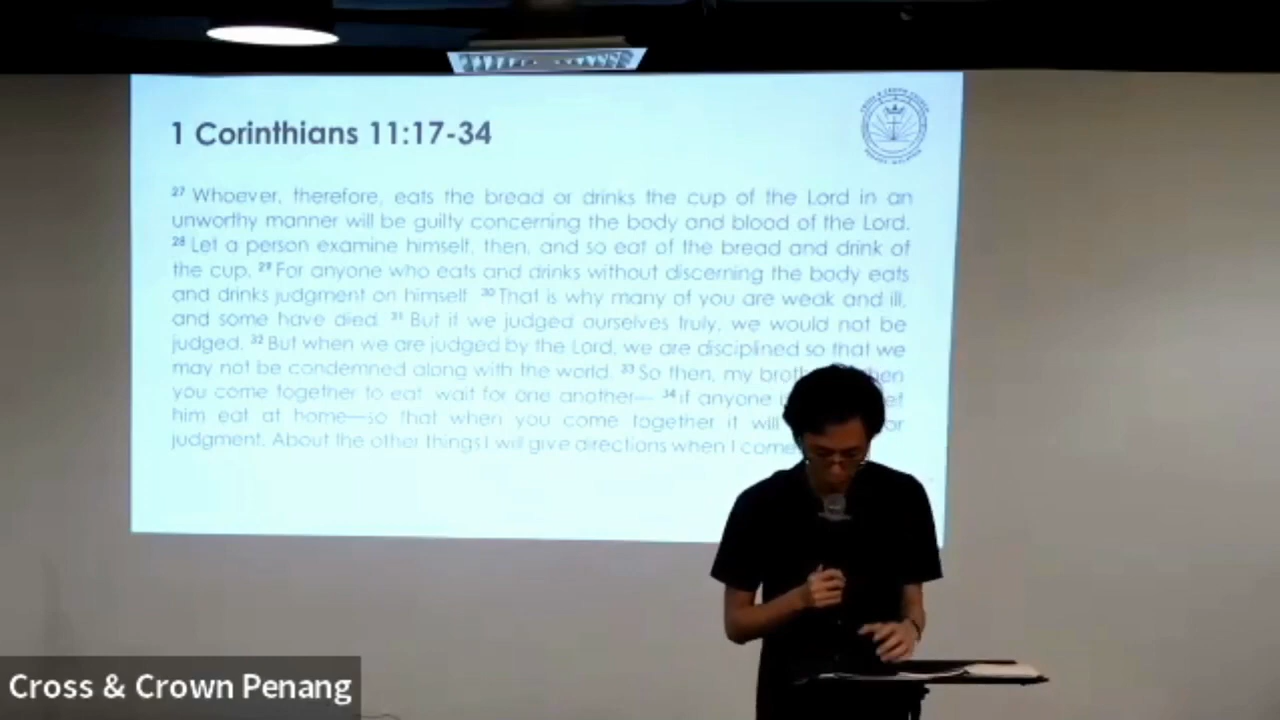 1 Corinthians 11:17-34
CROSS & CROWN CHURCH
27 Whoever, therefore, eats the bread or drinks the cup of the Lord in an
unworthy manner will be guilty concerning the body and blood of the Lord.
28 Let a person examine himself, then, and so eat of the bread and drink of
the cup. 29 For anyone who eats and drinks without discerning the body eats
and drinks judgment on himself. 30 That is why many of you are weak and ill,
and some have died. 31 But if we judged ourselves truly, we would not be
judged. 32 But when we are judged by the Lord, we are disciplined so that we
may not be condemned along with the world. 33 So then, my broth hen
you come together to eat, wait for one another— 34 if anyone et
him eat at home—so that when you come together it will or
judgment. About the other things I will give directions when I come
Cross & Crown Penang